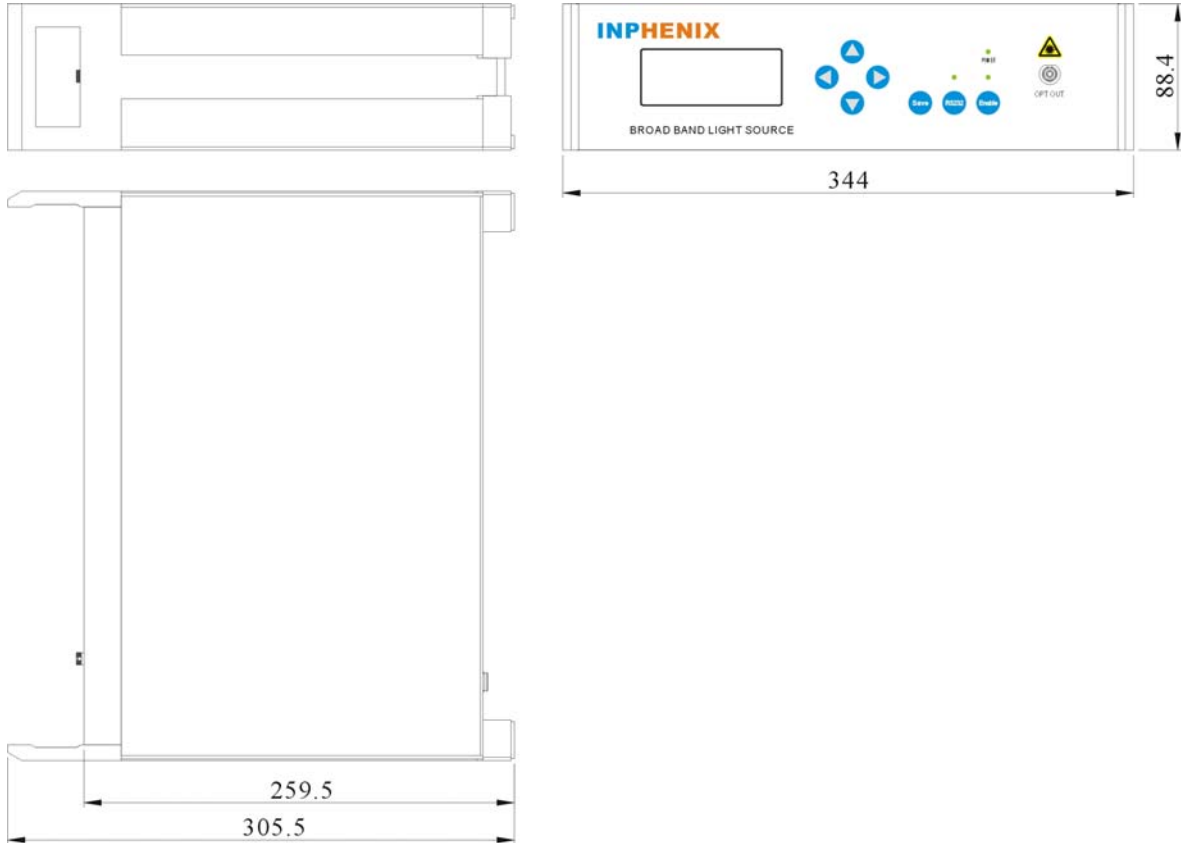 INPHENIX
BROAD BAND LIGHT SOURCE
Save
RS232
Enable
OPT OUT
88.4
344
259.5
305.5